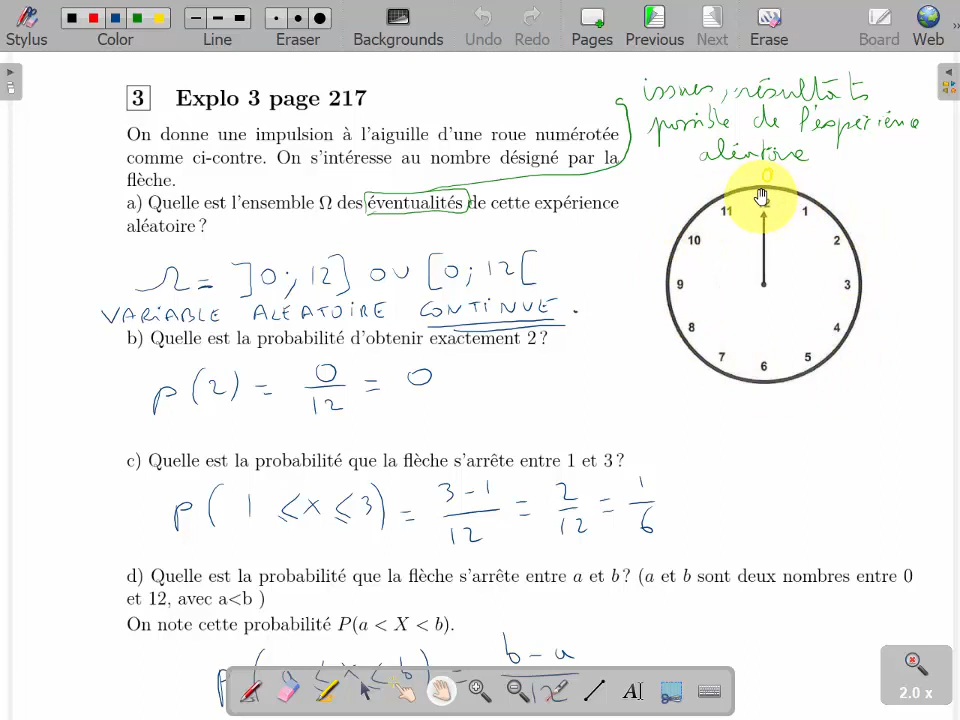 Stylus Color Line Eraser Backgrounds Undo Redo Pages Previous Next Erase Board Web
3 Explo 3 page 217
issues, résultats
possible de l'éxpérience
aléatoire
On donne une impulsion à l'aiguille d'une roue numérotée
comme ci-contre. On s'intéresse au nombre désigné par la
flèche.
a) Quelle est l'ensemble Ω des éventualités de cette expérience
aléatoire ?
0
12
11 1
10 2
9 3
8 4
7 5
6
Ω = ]0; 12] ou [0; 12[
VARIABLE ALEATOIRE CONTINUE.
b) Quelle est la probabilité d'obtenir exactement 2 ?
p(2) = 0/12 = 0
c) Quelle est la probabilité que la flèche s'arrête entre 1 et 3 ?
p( 1 ≤ x ≤ 3) = 3-1/12 = 2/12 = 1/6
d) Quelle est la probabilité que la flèche s'arrête entre a et b ? (a et b sont deux nombres entre 0
et 12, avec a<b )
On note cette probabilité P(a < X < b).
b - a
2.0 x